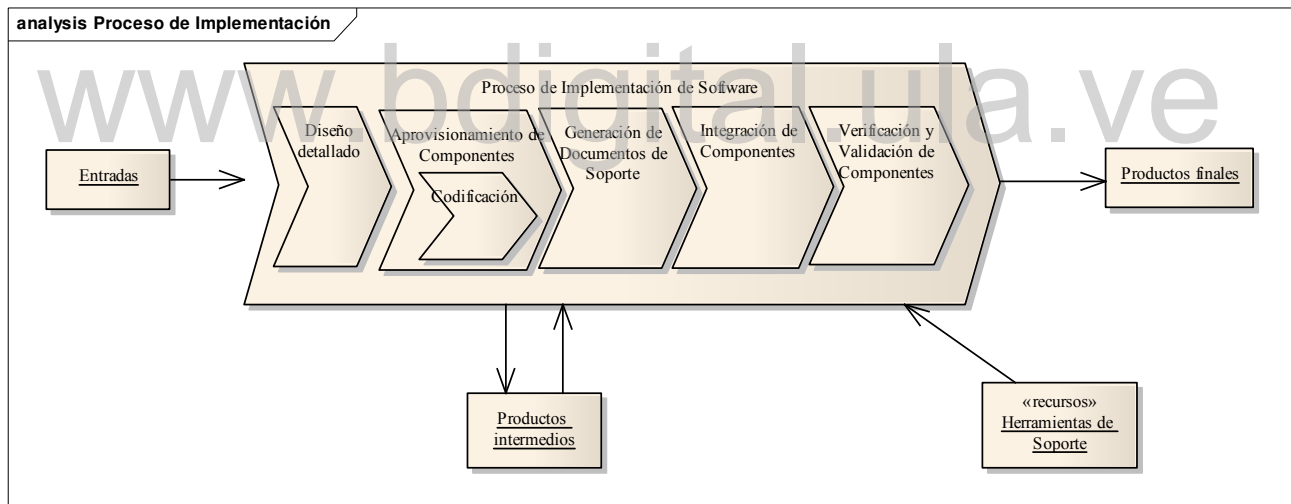 analysis Proceso de Implementación
www.bdigital.ula.ve
Proceso de Implementación de Software
Diseño
detallado
Aprovisionamiento de
Componentes
Codificación
Generación de
Documentos de
Soporte
Integración de
Componentes
Verificación y
Validación de
Componentes
Entradas
Productos finales
Productos
intermedios
«recursos»
Herramientas de
Soporte